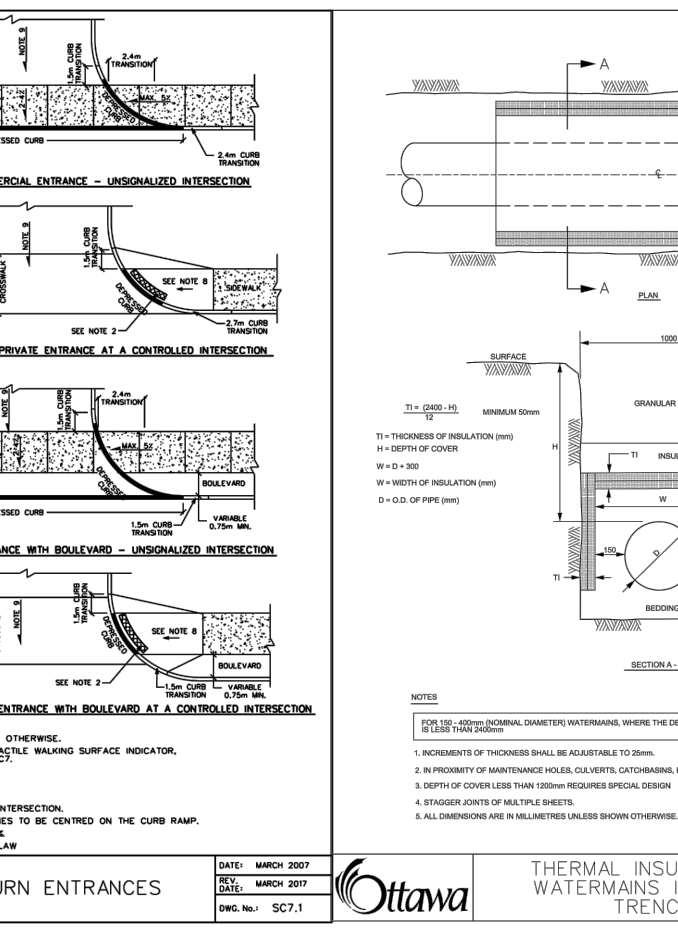 NOTE 9
1.5m CURB
TRANSITION
2.4m
TRANSITION
MAX. 5%
DEPRESSED
CURB
ESSED CURB
2.4m CURB
TRANSITION
ERCIAL ENTRANCE - UNSIGNALIZED INTERSECTION
NOTE 9
CROSSWALK
1.5m CURB
TRANSITION
SEE NOTE 8
SIDEWALK
DEPRESSED
CURB
SEE NOTE 2
2.7m CURB
TRANSITION
PRIVATE ENTRANCE AT A CONTROLLED INTERSECTION
NOTE 9
1.5m CURB
TRANSITION
2.4m
TRANSITION
2-4%
MAX. 5%
DEPRESSED
CURB
BOULEVARD
ESSED CURB
1.5m CURB
TRANSITION
VARIABLE
0.75m MIN.
NCE WITH BOULEVARD - UNSIGNALIZED INTERSECTION
NOTE 9
1.5m CURB
TRANSITION
DEPRESSED
CURB
SEE NOTE 8
BOULEVARD
SEE NOTE 2
1.5m CURB
TRANSITION
VARIABLE
0.75m MIN.
ENTRANCE WITH BOULEVARD AT A CONTROLLED INTERSECTION
OTHERWISE.
ACTILE WALKING SURFACE INDICATOR,
C7.
NTERSECTION.
ES TO BE CENTRED ON THE CURB RAMP.
LAW
URN ENTRANCES
DATE: MARCH 2007
REV. DATE: MARCH 2017
DWG. No.: SC7.1
A
℄
A
PLAN
1000
SURFACE
TI = (2400 - H)
12
MINIMUM 50mm
GRANULAR
TI = THICKNESS OF INSULATION (mm)
H = DEPTH OF COVER
W = D + 300
W = WIDTH OF INSULATION (mm)
D = O.D. OF PIPE (mm)
H
TI
INSUL
W
150
D
TI
BEDDING
SECTION A -
NOTES
FOR 150 - 400mm (NOMINAL DIAMETER) WATERMAINS, WHERE THE DE
IS LESS THAN 2400mm
1. INCREMENTS OF THICKNESS SHALL BE ADJUSTABLE TO 25mm.
2. IN PROXIMITY OF MAINTENANCE HOLES, CULVERTS, CATCHBASINS,
3. DEPTH OF COVER LESS THAN 1200mm REQUIRES SPECIAL DESIGN
4. STAGGER JOINTS OF MULTIPLE SHEETS.
5. ALL DIMENSIONS ARE IN MILLIMETRES UNLESS SHOWN OTHERWISE.
Ottawa
THERMAL INSU
WATERMAINS I
TRENC